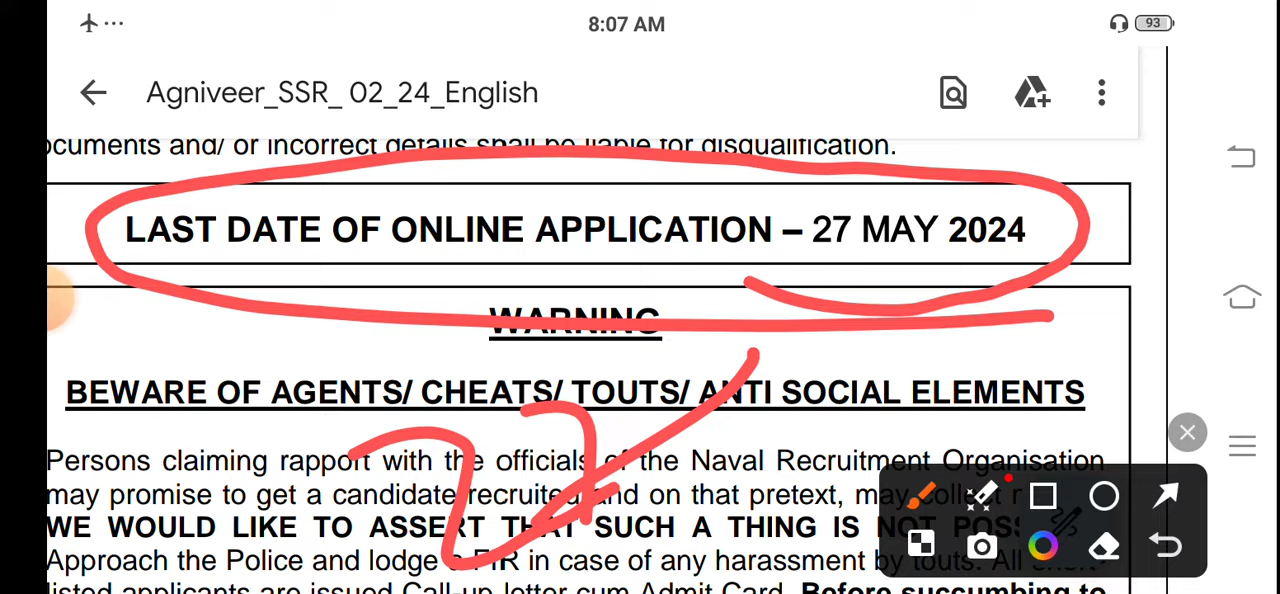 8:07 AM
93
Agniveer_SSR_ 02_24_English
ocuments and/ or incorrect details shall be liable for disqualification.
LAST DATE OF ONLINE APPLICATION – 27 MAY 2024
WARNING
BEWARE OF AGENTS/ CHEATS/ TOUTS/ ANTI SOCIAL ELEMENTS
Persons claiming rapport with the officials of the Naval Recruitment Organisation
may promise to get a candidate recruited and on that pretext, may
WE WOULD LIKE TO ASSERT THAT SUCH A THING IS NOT
Approach the Police and lodge a FIR in case of any harassment by touts. All
listed applicants are issued Call-up letter cum Admit Card. Before succumbing to
27